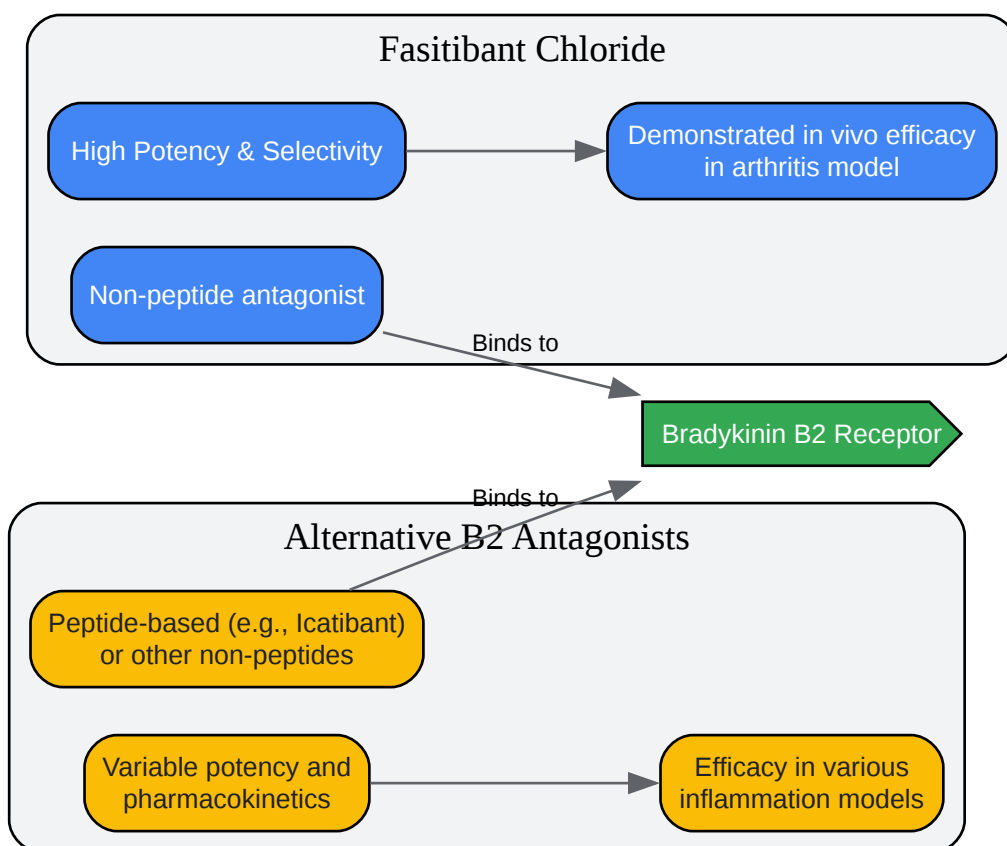 Fasitibant Chloride
High Potency & Selectivity
Demonstrated in vivo efficacy
in arthritis model
Non-peptide antagonist
Binds to
Bradykinin B2 Receptor
Binds to
Alternative B2 Antagonists
Peptide-based (e.g., Icatibant)
or other non-peptides
Variable potency and
pharmacokinetics
Efficacy in various
inflammation models